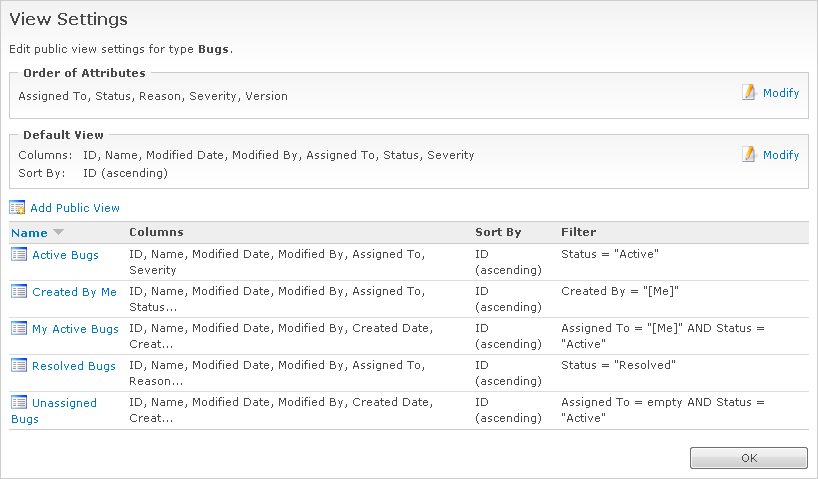 View Settings
Edit public view settings for type Bugs.
Order of Attributes
Assigned To, Status, Reason, Severity, Version
Modify
Default View
Columns: ID, Name, Modified Date, Modified By, Assigned To, Status, Severity
Modify
Sort By: ID (ascending)
Add Public View
Name Columns Sort By Filter
Active Bugs ID, Name, Modified Date, Modified By, Assigned To, ID Status = "Active"
Severity (ascending)
Created By Me ID, Name, Modified Date, Modified By, Assigned To, ID Created By = "[Me]"
Status... (ascending)
My Active Bugs ID, Name, Modified Date, Modified By, Created Date, ID Assigned To = "[Me]" AND Status =
Creat... (ascending) "Active"
Resolved Bugs ID, Name, Modified Date, Modified By, Assigned To, ID Status = "Resolved"
Reason... (ascending)
Unassigned ID, Name, Modified Date, Modified By, Created Date, ID Assigned To = empty AND Status =
Bugs Creat... (ascending) "Active"
OK